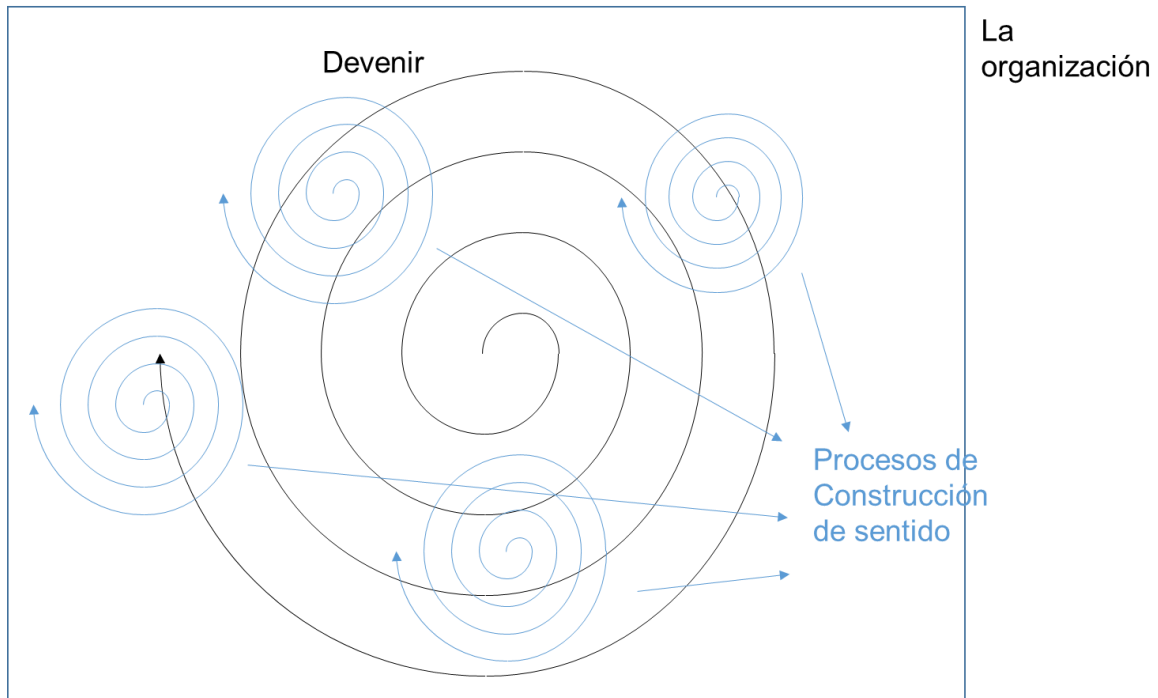 La
organización
Devenir
Procesos de
Construcción
de sentido